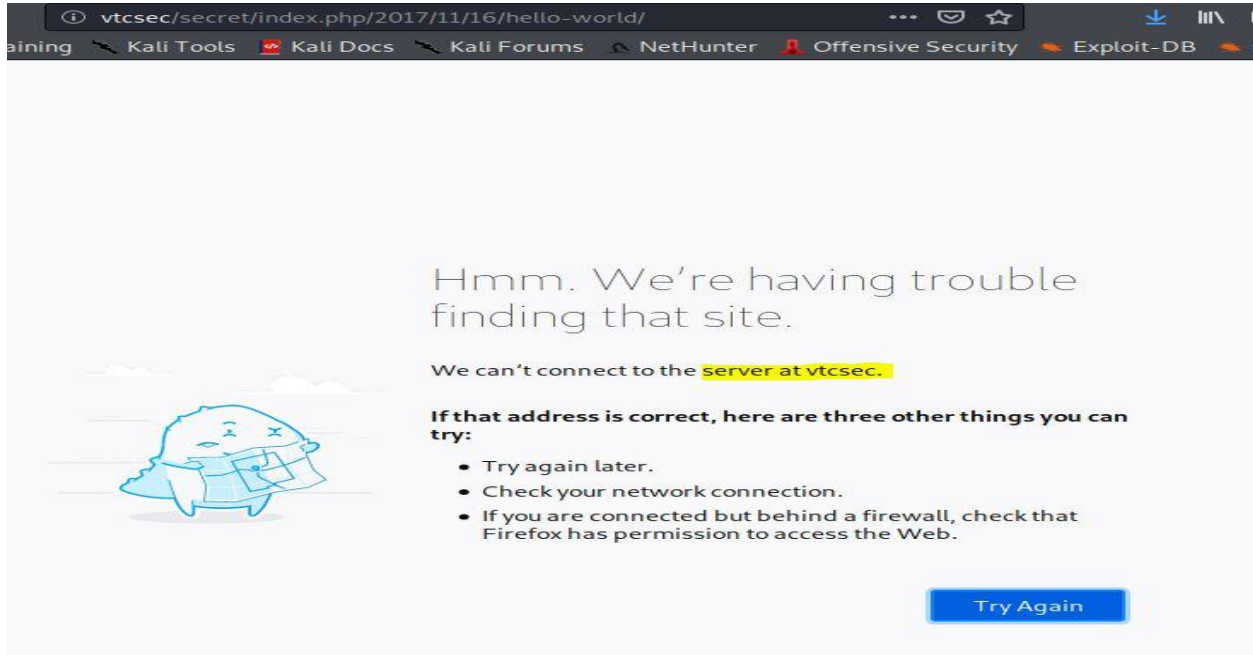 vtcsec/secret/index.php/2017/11/16/hello-world/
aining Kali Tools Kali Docs Kali Forums NetHunter Offensive Security Exploit-DB
Hmm. We're having trouble
finding that site.
We can't connect to the server at vtcsec.
If that address is correct, here are three other things you can
try:
• Try again later.
• Check your network connection.
• If you are connected but behind a firewall, check that
Firefox has permission to access the Web.
Try Again